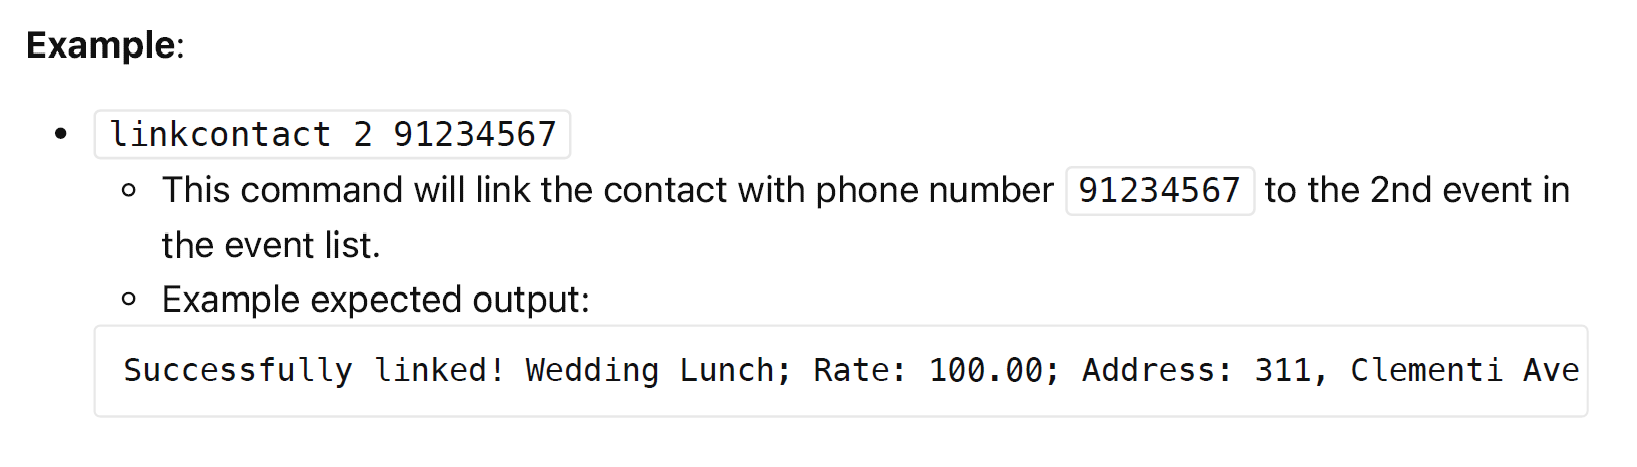 Example:
linkcontact 2 91234567
This command will link the contact with phone number 91234567 to the 2nd event in
the event list.
Example expected output:
Successfully linked! Wedding Lunch; Rate: 100.00; Address: 311, Clementi Ave